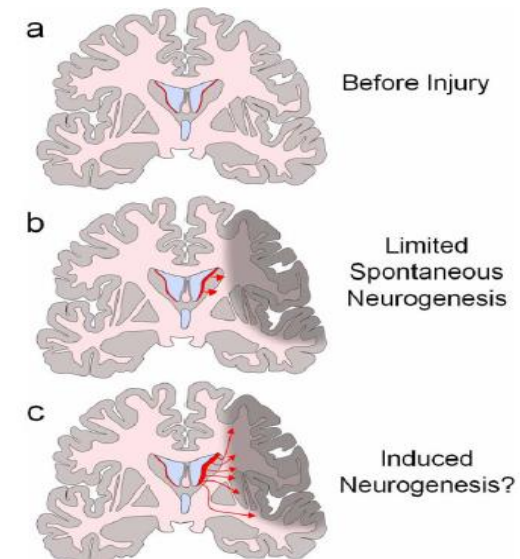 a
Before Injury
b
Limited
Spontaneous
Neurogenesis
c
Induced
Neurogenesis?